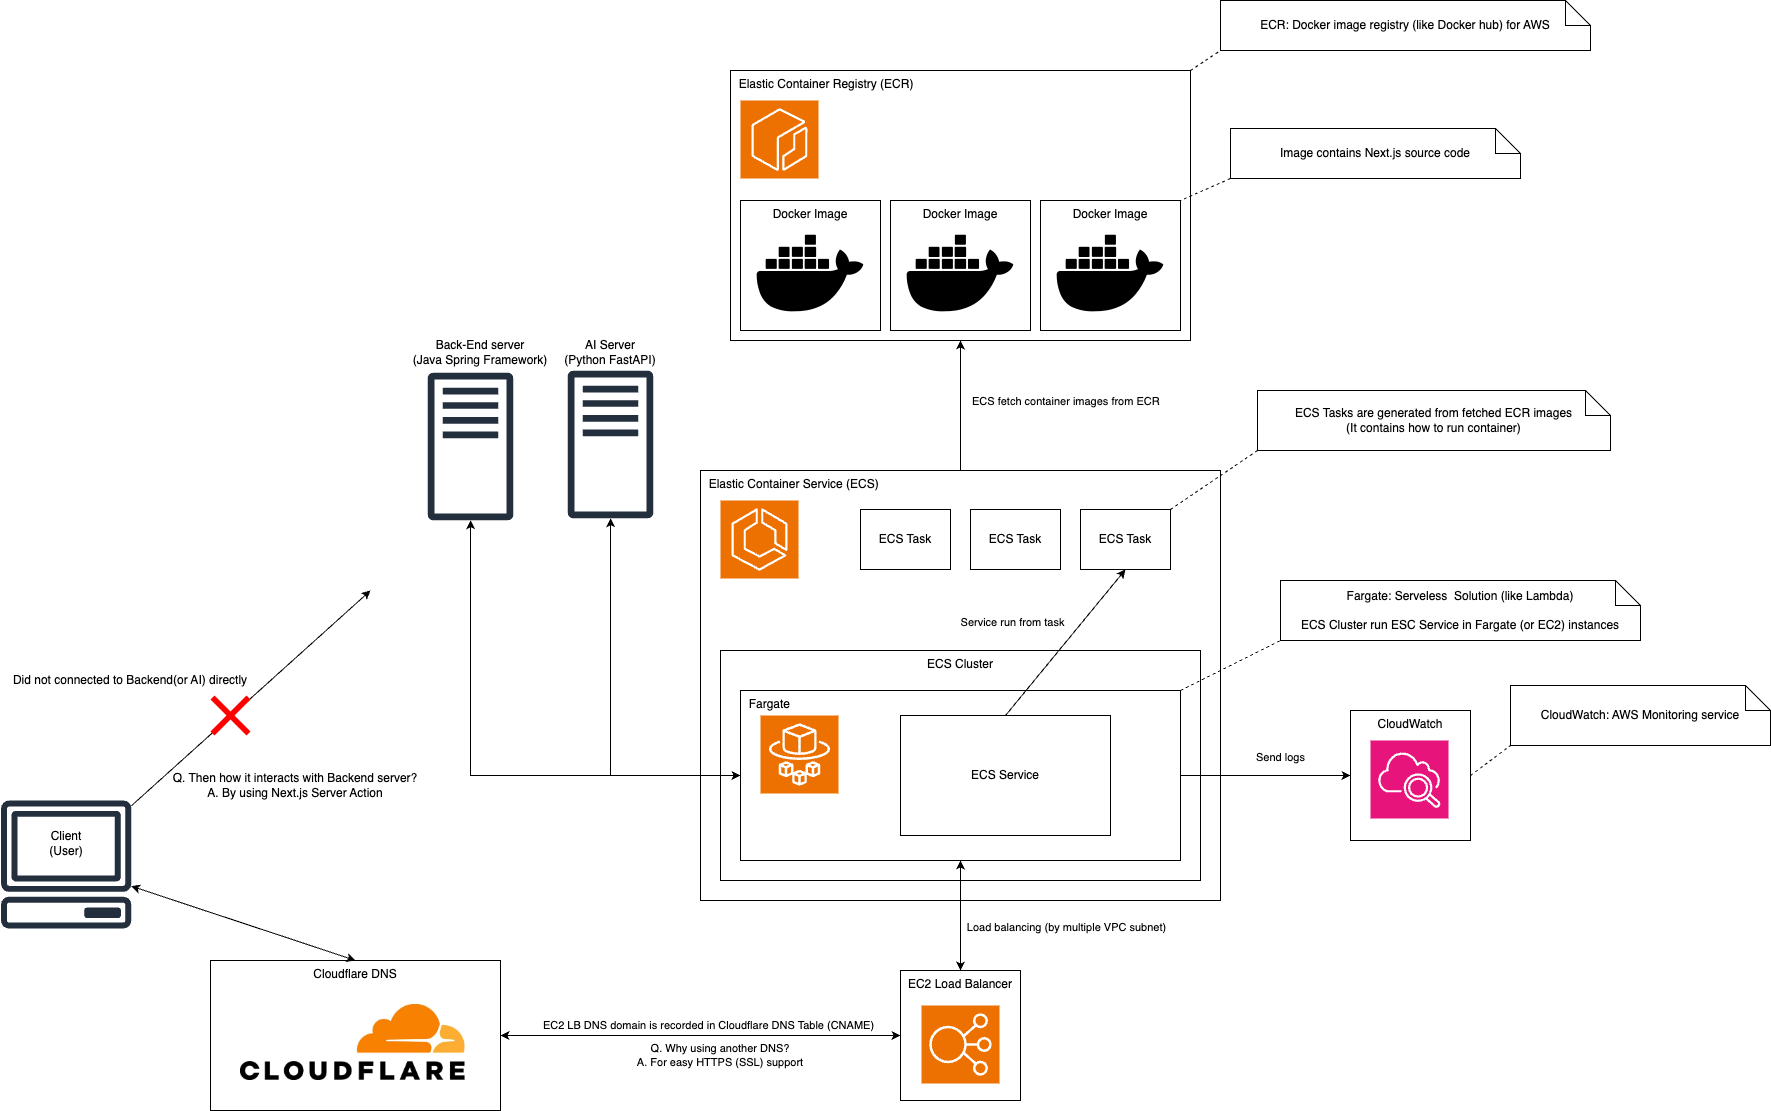 ECR: Docker image registry (like Docker hub) for AWS
Elastic Container Registry (ECR)
Image contains Next.js source code
Docker Image
Docker Image
Docker Image
Back-End server
(Java Spring Framework)
AI Server
(Python FastAPI)
ECS fetch container images from ECR
ECS Tasks are generated from fetched ECR images
(It contains how to run container)
Elastic Container Service (ECS)
ECS Task
ECS Task
ECS Task
Fargate: Serveless Solution (like Lambda)
ECS Cluster run ESC Service in Fargate (or EC2) instances
Service run from task
ECS Cluster
Did not connected to Backend(or AI) directly
Fargate
CloudWatch
CloudWatch: AWS Monitoring service
Send logs
ECS Service
Q. Then how it interacts with Backend server?
A. By using Next.js Server Action
Client
(User)
Load balancing (by multiple VPC subnet)
Cloudflare DNS
EC2 Load Balancer
EC2 LB DNS domain is recorded in Cloudflare DNS Table (CNAME)
Q. Why using another DNS?
A. For easy HTTPS (SSL) support
CLOUDFLARE